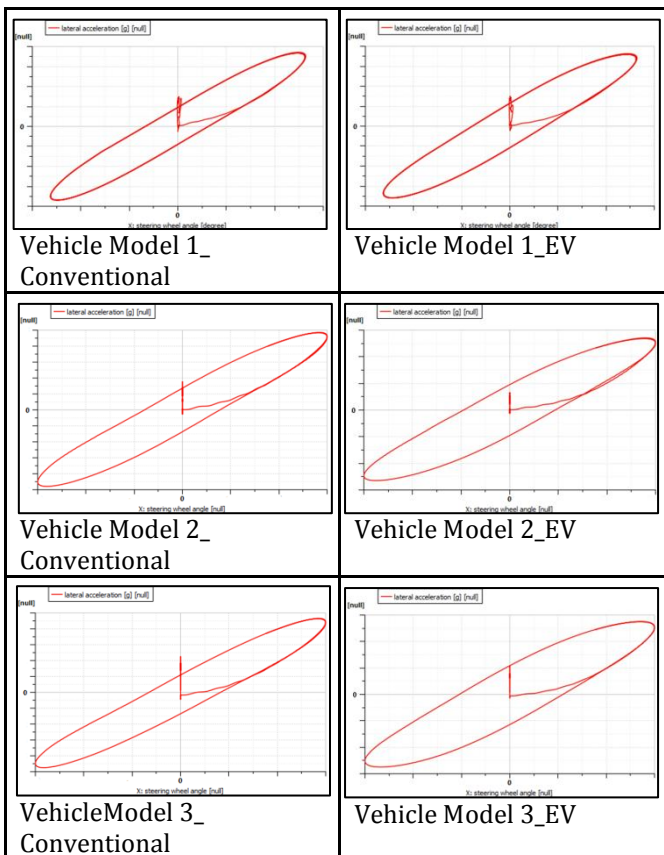 lateral acceleration [g] [null]
[null]
0
0
X: steering wheel angle [degree]
Vehicle Model 1_
Conventional
lateral acceleration [g] [null]
[null]
0
0
X: steering wheel angle [degree]
Vehicle Model 1_EV
lateral acceleration [g] [null]
[null]
0
0
X: steering wheel angle [null]
Vehicle Model 2_
Conventional
lateral acceleration [g] [null]
[null]
0
0
X: steering wheel angle [null]
Vehicle Model 2_EV
lateral acceleration [g] [null]
[null]
0
0
X: steering wheel angle [null]
VehicleModel 3_
Conventional
lateral acceleration [g] [null]
[null]
0
0
X: steering wheel angle [null]
Vehicle Model 3_EV